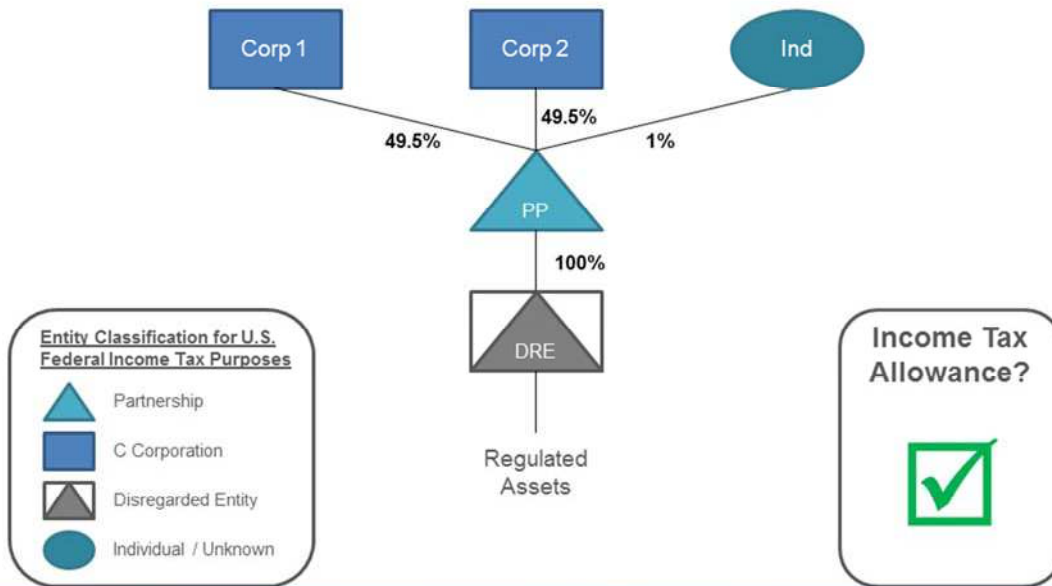 Corp 1
Corp 2
Ind
49.5%
49.5%
1%
PP
100%
DRE
Regulated
Assets
Entity Classification for U.S.
Federal Income Tax Purposes
Partnership
C Corporation
Disregarded Entity
Individual / Unknown
Income Tax
Allowance?